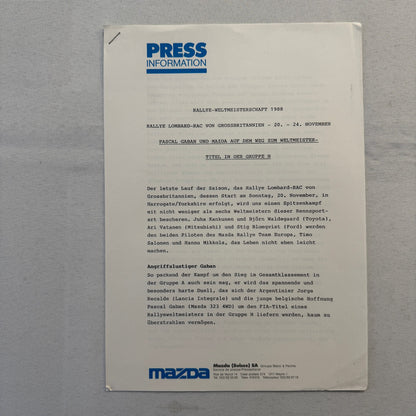 PRESS
INFORMATION
RALLYE-WELTMEISTERSCHAFT 1988
RALLYE LOMBARD-RAC VON GROSSBRITANNIEN - 20. - 24. NOVEMBER
PASCAL GABAN UND MAZDA AUF DEM WEG ZUM WELTMEISTER-
TITEL IN DER GRUPPE N
Der letzte Lauf der Saison, das Rallye Lombard-RAC von
Grossbritannien, dessen Start am Sonntag, 20. November, in
Harrogate/Yorkshire erfolgt, wird uns einen Spitzenkampf
mit nicht weniger als sechs Weltmeistern dieser Rennsport-
art bescheren. Juha Kankunen und Björn Waldegaard (Toyota),
Ari Vatanen (Mitsubishi) und Stig Blomqvist (Ford) werden
den beiden Piloten des Mazda Rallye Team Europe, Timo
Salonen und Hannu Mikkola, das Leben nicht eben leicht
machen.
Angriffslustiger Gaban
So packend der Kampf um den Sieg im Gesamtklassement in
der Gruppe A auch sein mag, er wird das spannende und
besonders harte Duell, das sich der Argentinier Jorge
Recalde (Lancia Integrale) und die junge belgische Hoffnung
Pascal Gaban (Mazda 323 4WD) um den FIA-Titel eines
Rallyeweltmeisters in der Gruppe N liefern werden, kaum zu
überstrahlen vermögen.
mazda
Mazda (Suisse) SA